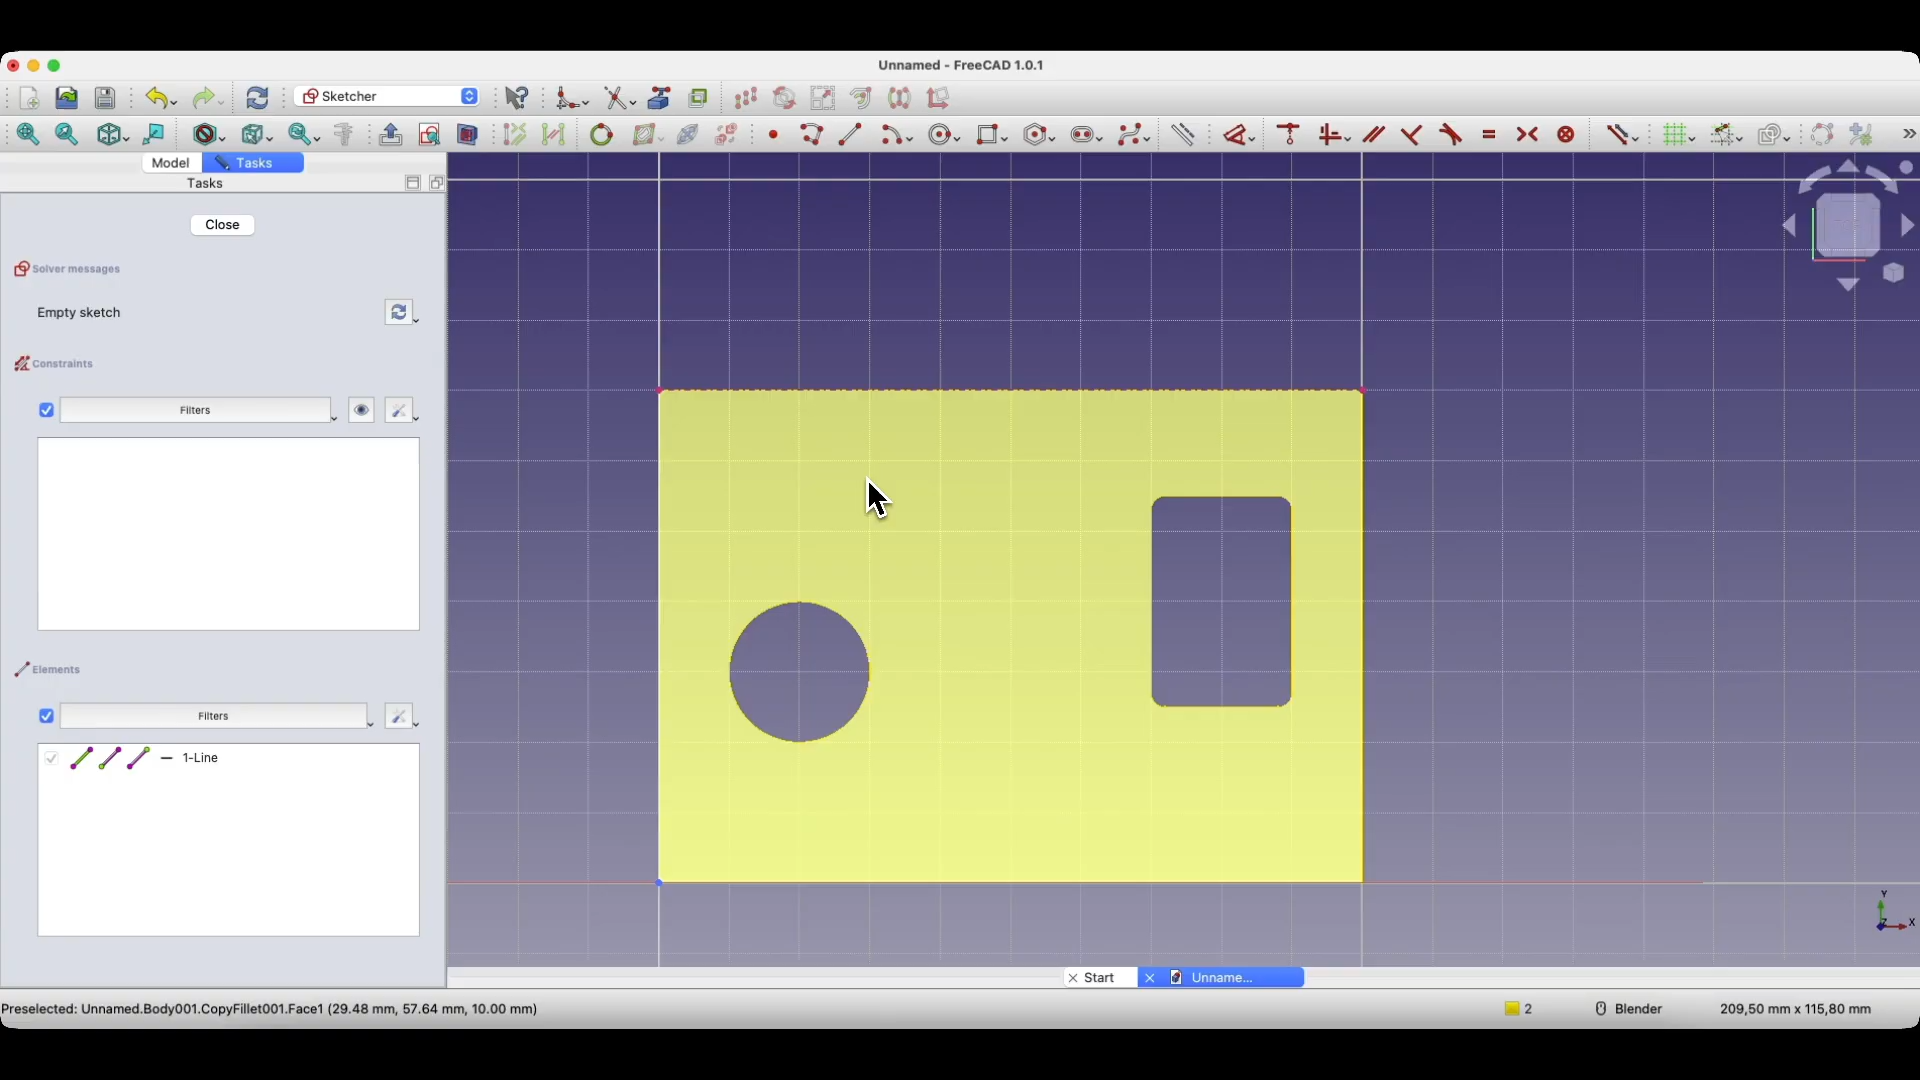 Unnamed - FreeCAD 1.0.1
Sketcher
Model
Tasks
Tasks
Close
Solver messages
Empty sketch
Constraints
Filters
Elements
Filters
1-Line
Y
Z
X
Start
Unname...
Preselected: Unnamed.Body001.CopyFillet001.Face1 (29.48 mm, 57.64 mm, 10.00 mm)
2
Blender
209,50 mm x 115,80 mm